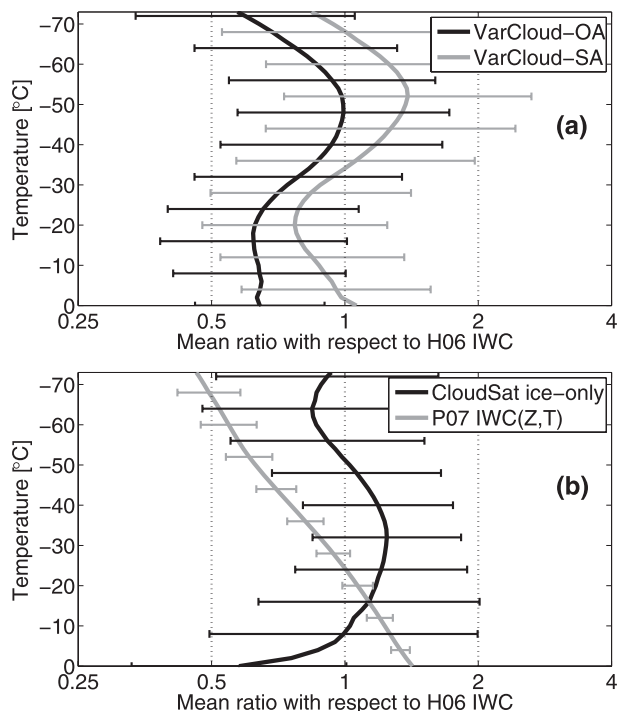 −70
−60
−50
−40
−30
−20
−10
0
Temperature [°C]
VarCloud−OA
VarCloud−SA
(a)
0.25 0.5 1 2 4
Mean ratio with respect to H06 IWC
−70
−60
−50
−40
−30
−20
−10
0
Temperature [°C]
CloudSat ice−only
P07 IWC(Z,T)
(b)
0.25 0.5 1 2 4
Mean ratio with respect to H06 IWC